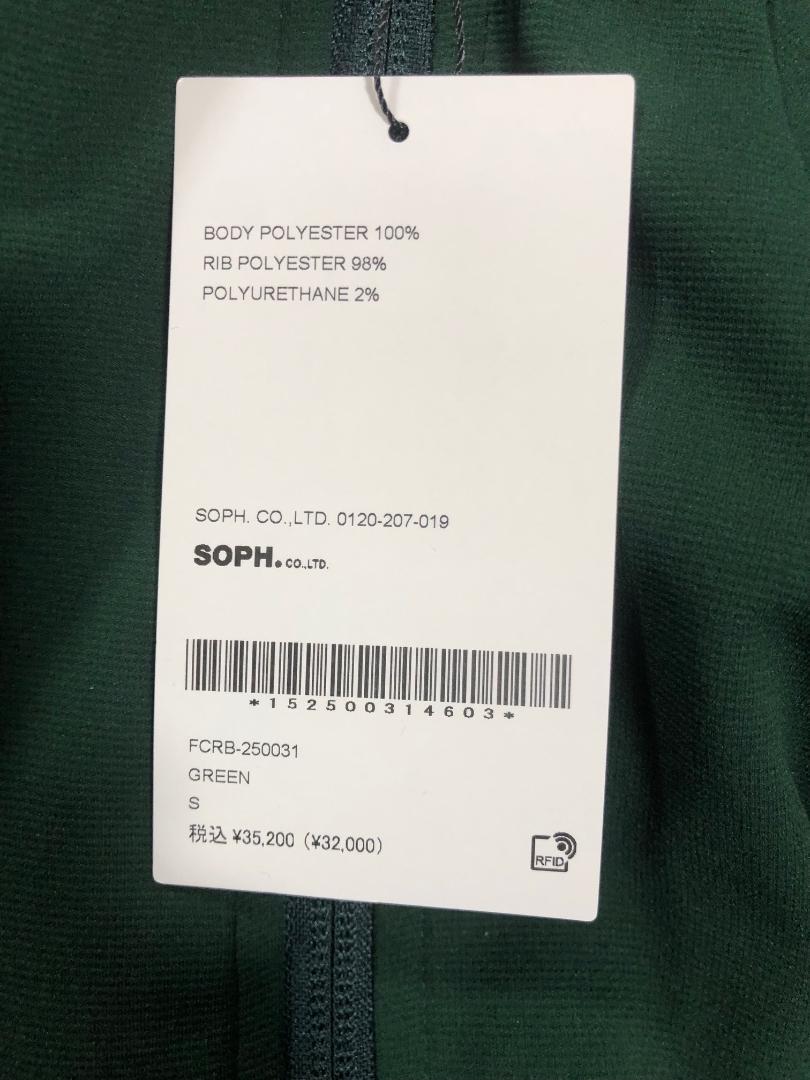 BODY POLYESTER 100%
RIB POLYESTER 98%
POLYURETHANE 2%
SOPH. CO.,LTD. 0120-207-019
SOPH. CO.,LTD.
*152500314603*
FCRB-250031
GREEN
S
税込 ¥35,200 (¥32,000)
RFID